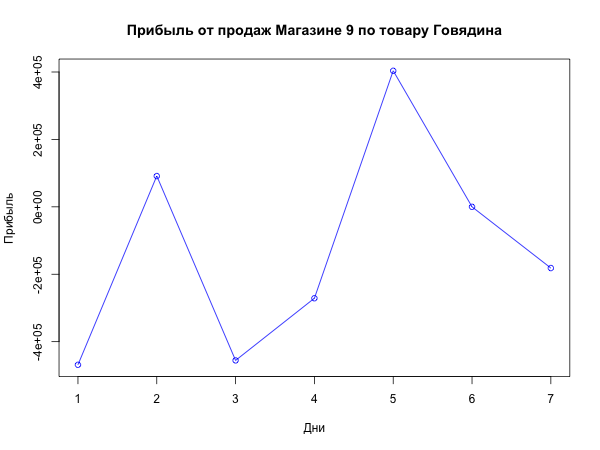 Прибыль от продаж Магазине 9 по товару Говядина
Прибыль
4e+05
2e+05
0e+00
-2e+05
-4e+05
1 2 3 4 5 6 7
Дни